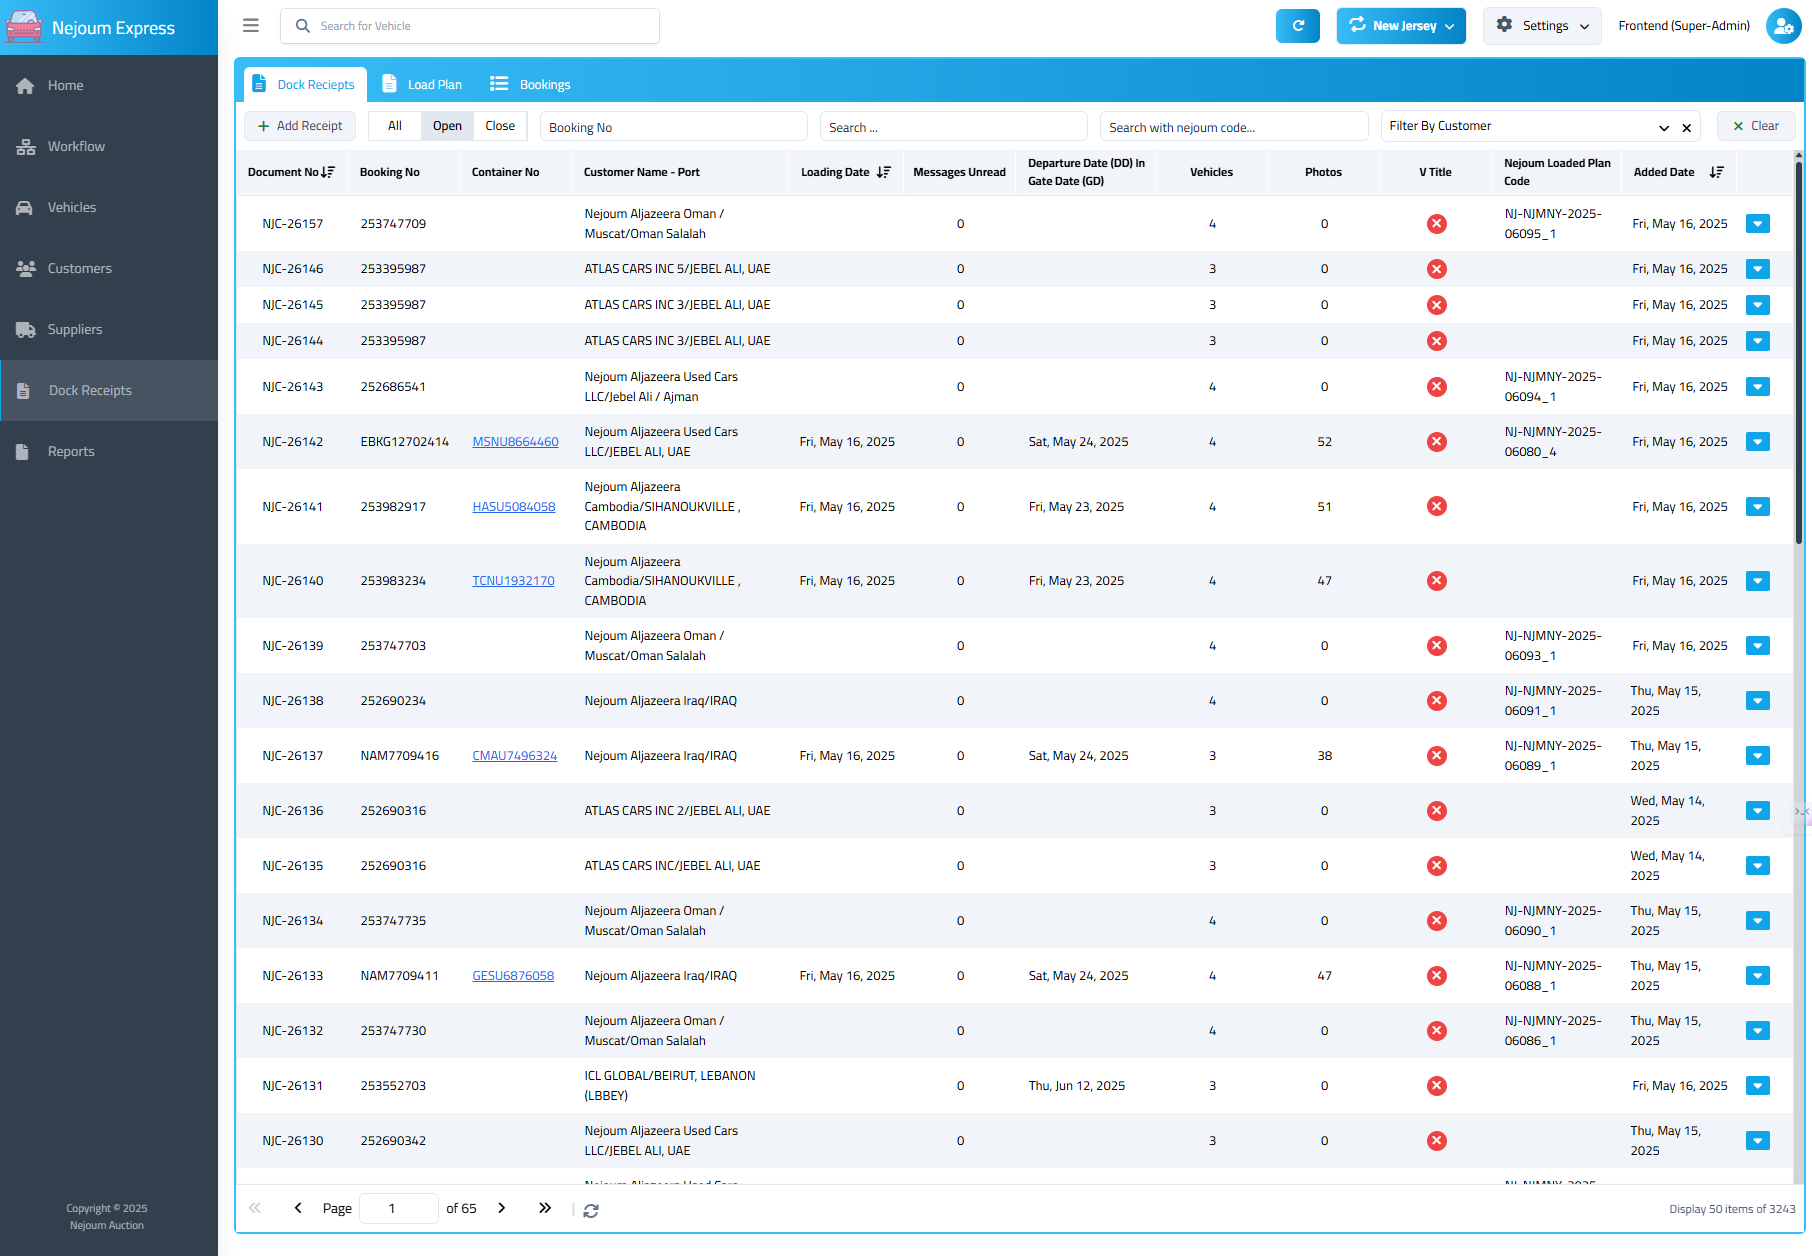 Nejoum Express
Search for Vehicle
New Jersey
Settings
Frontend (Super-Admin)
Home
Workflow
Vehicles
Customers
Suppliers
Dock Receipts
Reports
Copyright © 2025
Nejoum Auction
Dock Reciepts Load Plan Bookings
+ Add Receipt All Open Close Booking No Search ... Search with nejoum code... Filter By Customer Clear
Document No Booking No Container No Customer Name - Port Loading Date Messages Unread Departure Date (DD) In Gate Date (GD) Vehicles Photos V Title Nejoum Loaded Plan Code Added Date
NJC-26157 253747709 Nejoum Aljazeera Oman / Muscat/Oman Salalah 0 4 0 NJ-NJMNY-2025-06095_1 Fri, May 16, 2025
NJC-26146 253395987 ATLAS CARS INC 5/JEBEL ALI, UAE 0 3 0 Fri, May 16, 2025
NJC-26145 253395987 ATLAS CARS INC 3/JEBEL ALI, UAE 0 3 0 Fri, May 16, 2025
NJC-26144 253395987 ATLAS CARS INC 3/JEBEL ALI, UAE 0 3 0 Fri, May 16, 2025
NJC-26143 252686541 Nejoum Aljazeera Used Cars LLC/Jebel Ali / Ajman 0 4 0 NJ-NJMNY-2025-06094_1 Fri, May 16, 2025
NJC-26142 EBKG12702414 MSNU8664460 Nejoum Aljazeera Used Cars LLC/JEBEL ALI, UAE Fri, May 16, 2025 0 Sat, May 24, 2025 4 52 NJ-NJMNY-2025-06080_4 Fri, May 16, 2025
NJC-26141 253982917 HASU5084058 Nejoum Aljazeera Cambodia/SIHANOUKVILLE , CAMBODIA Fri, May 16, 2025 0 Fri, May 23, 2025 4 51 Fri, May 16, 2025
NJC-26140 253983234 TCNU1932170 Nejoum Aljazeera Cambodia/SIHANOUKVILLE , CAMBODIA Fri, May 16, 2025 0 Fri, May 23, 2025 4 47 Fri, May 16, 2025
NJC-26139 253747703 Nejoum Aljazeera Oman / Muscat/Oman Salalah 0 4 0 NJ-NJMNY-2025-06093_1 Fri, May 16, 2025
NJC-26138 252690234 Nejoum Aljazeera Iraq/IRAQ 0 4 0 NJ-NJMNY-2025-06091_1 Thu, May 15, 2025
NJC-26137 NAM7709416 CMAU7496324 Nejoum Aljazeera Iraq/IRAQ Fri, May 16, 2025 0 Sat, May 24, 2025 3 38 NJ-NJMNY-2025-06089_1 Thu, May 15, 2025
NJC-26136 252690316 ATLAS CARS INC 2/JEBEL ALI, UAE 0 3 0 Wed, May 14, 2025
NJC-26135 252690316 ATLAS CARS INC/JEBEL ALI, UAE 0 3 0 Wed, May 14, 2025
NJC-26134 253747735 Nejoum Aljazeera Oman / Muscat/Oman Salalah 0 4 0 NJ-NJMNY-2025-06090_1 Thu, May 15, 2025
NJC-26133 NAM7709411 GESU6876058 Nejoum Aljazeera Iraq/IRAQ Fri, May 16, 2025 0 Sat, May 24, 2025 4 47 NJ-NJMNY-2025-06088_1 Thu, May 15, 2025
NJC-26132 253747730 Nejoum Aljazeera Oman / Muscat/Oman Salalah 0 4 0 NJ-NJMNY-2025-06086_1 Thu, May 15, 2025
NJC-26131 253552703 ICL GLOBAL/BEIRUT, LEBANON (LBBEY) 0 Thu, Jun 12, 2025 3 0 Fri, May 16, 2025
NJC-26130 252690342 Nejoum Aljazeera Used Cars LLC/JEBEL ALI, UAE 0 3 0 Thu, May 15, 2025
Page 1 of 65
Display 50 items of 3243